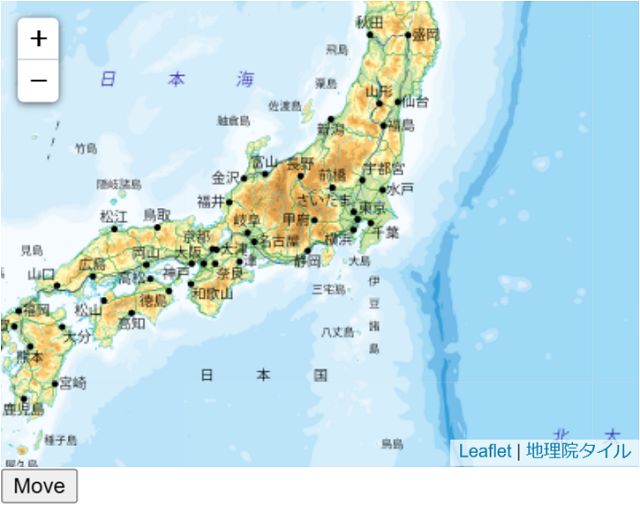 +
−
秋田
盛岡
飛島
粟島
山形
仙台
日 本 海
佐渡島
舳倉島
新潟
福島
竹島
富山
長野
宇都宮
金沢
前橋
水戸
隠岐諸島
福井
さいたま
松江
鳥取
岐阜
甲府
東京
千葉
京都
大津
名古屋
横浜
見島
岡山
大阪
静岡
大島
山口
広島
高松
神戸
奈良
津
三宅島
伊豆諸島
徳島
和歌山
福岡
松山
高知
八丈島
大分
熊本
日 本 国
宮崎
鹿児島
種子島
屋久島
鳥島
北 太
Leaflet | 地理院タイル
Move